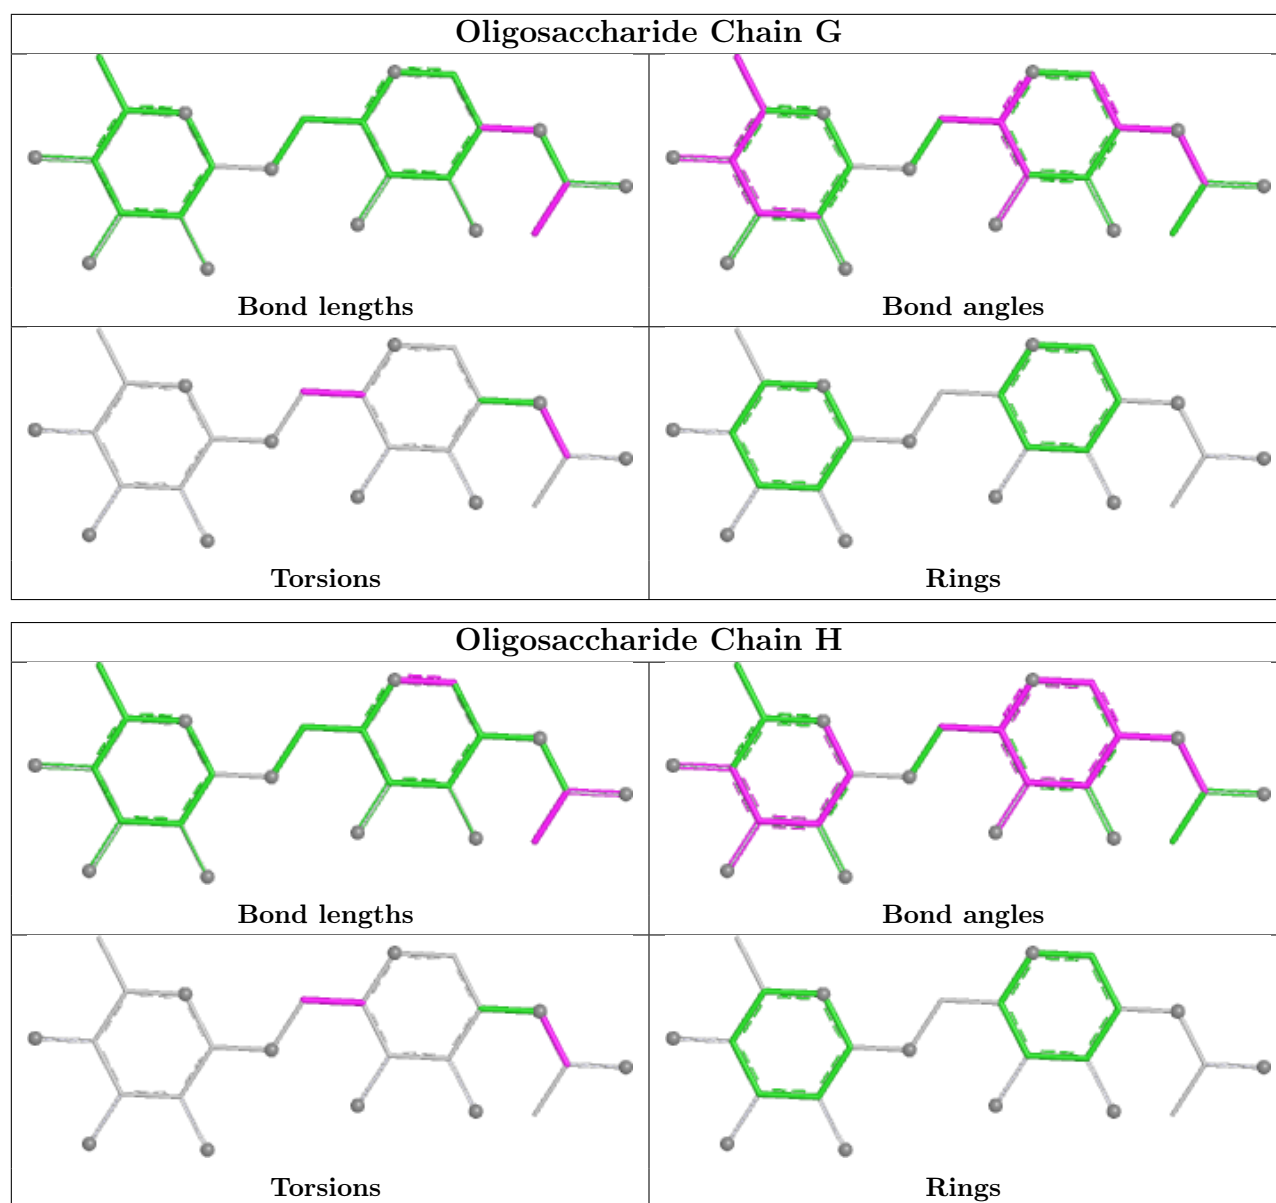 Oligosaccharide Chain G
Bond lengths
Bond angles
Torsions
Rings
Oligosaccharide Chain H
Bond lengths
Bond angles
Torsions
Rings